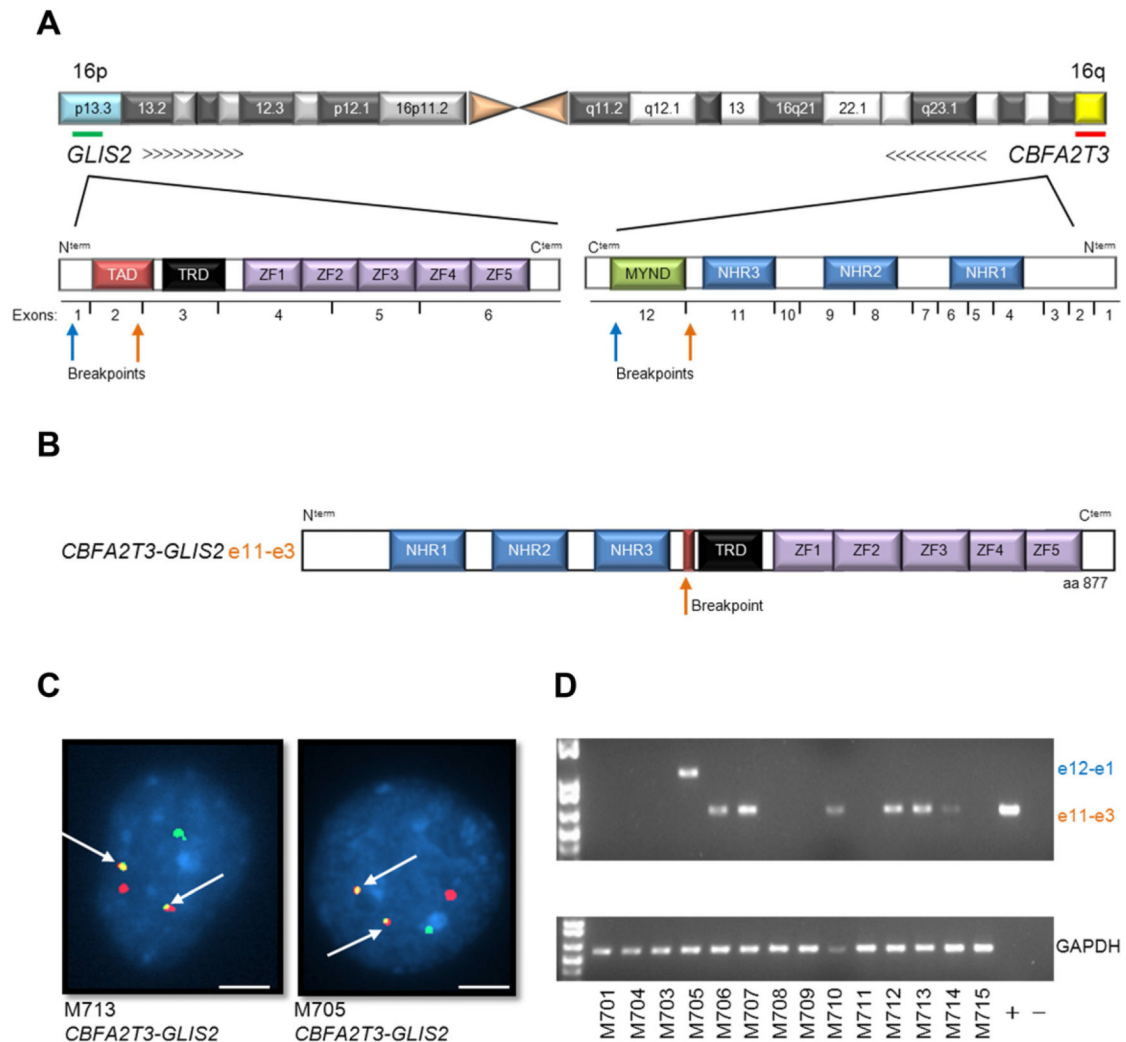 A
16p
16q
p13.3 13.2 12.3 p12.1 16p11.2 q11.2 q12.1 13 16q21 22.1 q23.1
GLIS2 >>>>>>>>>> <<<<<<<<<< CBFA2T3
Nterm Cterm Cterm Nterm
TAD TRD ZF1 ZF2 ZF3 ZF4 ZF5 MYND NHR3 NHR2 NHR1
Exons: 1 2 3 4 5 6 12 11 10 9 8 7 6 5 4 3 2 1
Breakpoints Breakpoints
B
Nterm Cterm
CBFA2T3-GLIS2 e11-e3 NHR1 NHR2 NHR3 TRD ZF1 ZF2 ZF3 ZF4 ZF5
aa 877
Breakpoint
C
M713
CBFA2T3-GLIS2
M705
CBFA2T3-GLIS2
D
e12-e1
e11-e3
GAPDH
M701 M704 M703 M705 M706 M707 M708 M709 M710 M711 M712 M713 M714 M715 + −